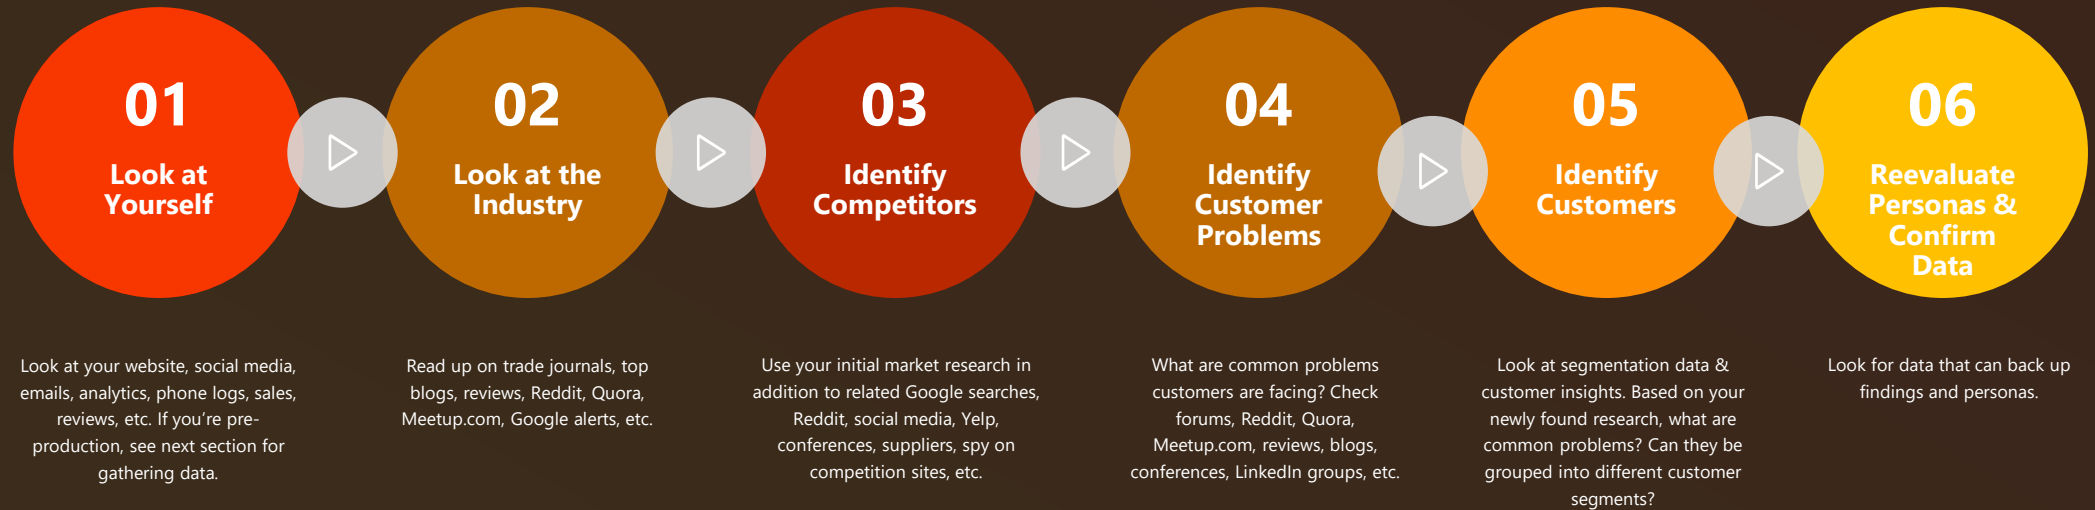 01
Look at
Yourself
Look at your website, social media,
emails, analytics, phone logs, sales,
reviews, etc. If you’re pre-
production, see next section for
gathering data.
02
Look at the
Industry
Read up on trade journals, top
blogs, reviews, Reddit, Quora,
Meetup.com, Google alerts, etc.
03
Identify
Competitors
Use your initial market research in
addition to related Google searches,
Reddit, social media, Yelp,
conferences, suppliers, spy on
competition sites, etc.
04
Identify
Customer
Problems
What are common problems
customers are facing? Check
forums, Reddit, Quora,
Meetup.com, reviews, blogs,
conferences, LinkedIn groups, etc.
05
Identify
Customers
Look at segmentation data &
customer insights. Based on your
newly found research, what are
common problems? Can they be
grouped into different customer
segments?
06
Reevaluate
Personas &
Confirm
Data
Look for data that can back up
findings and personas.